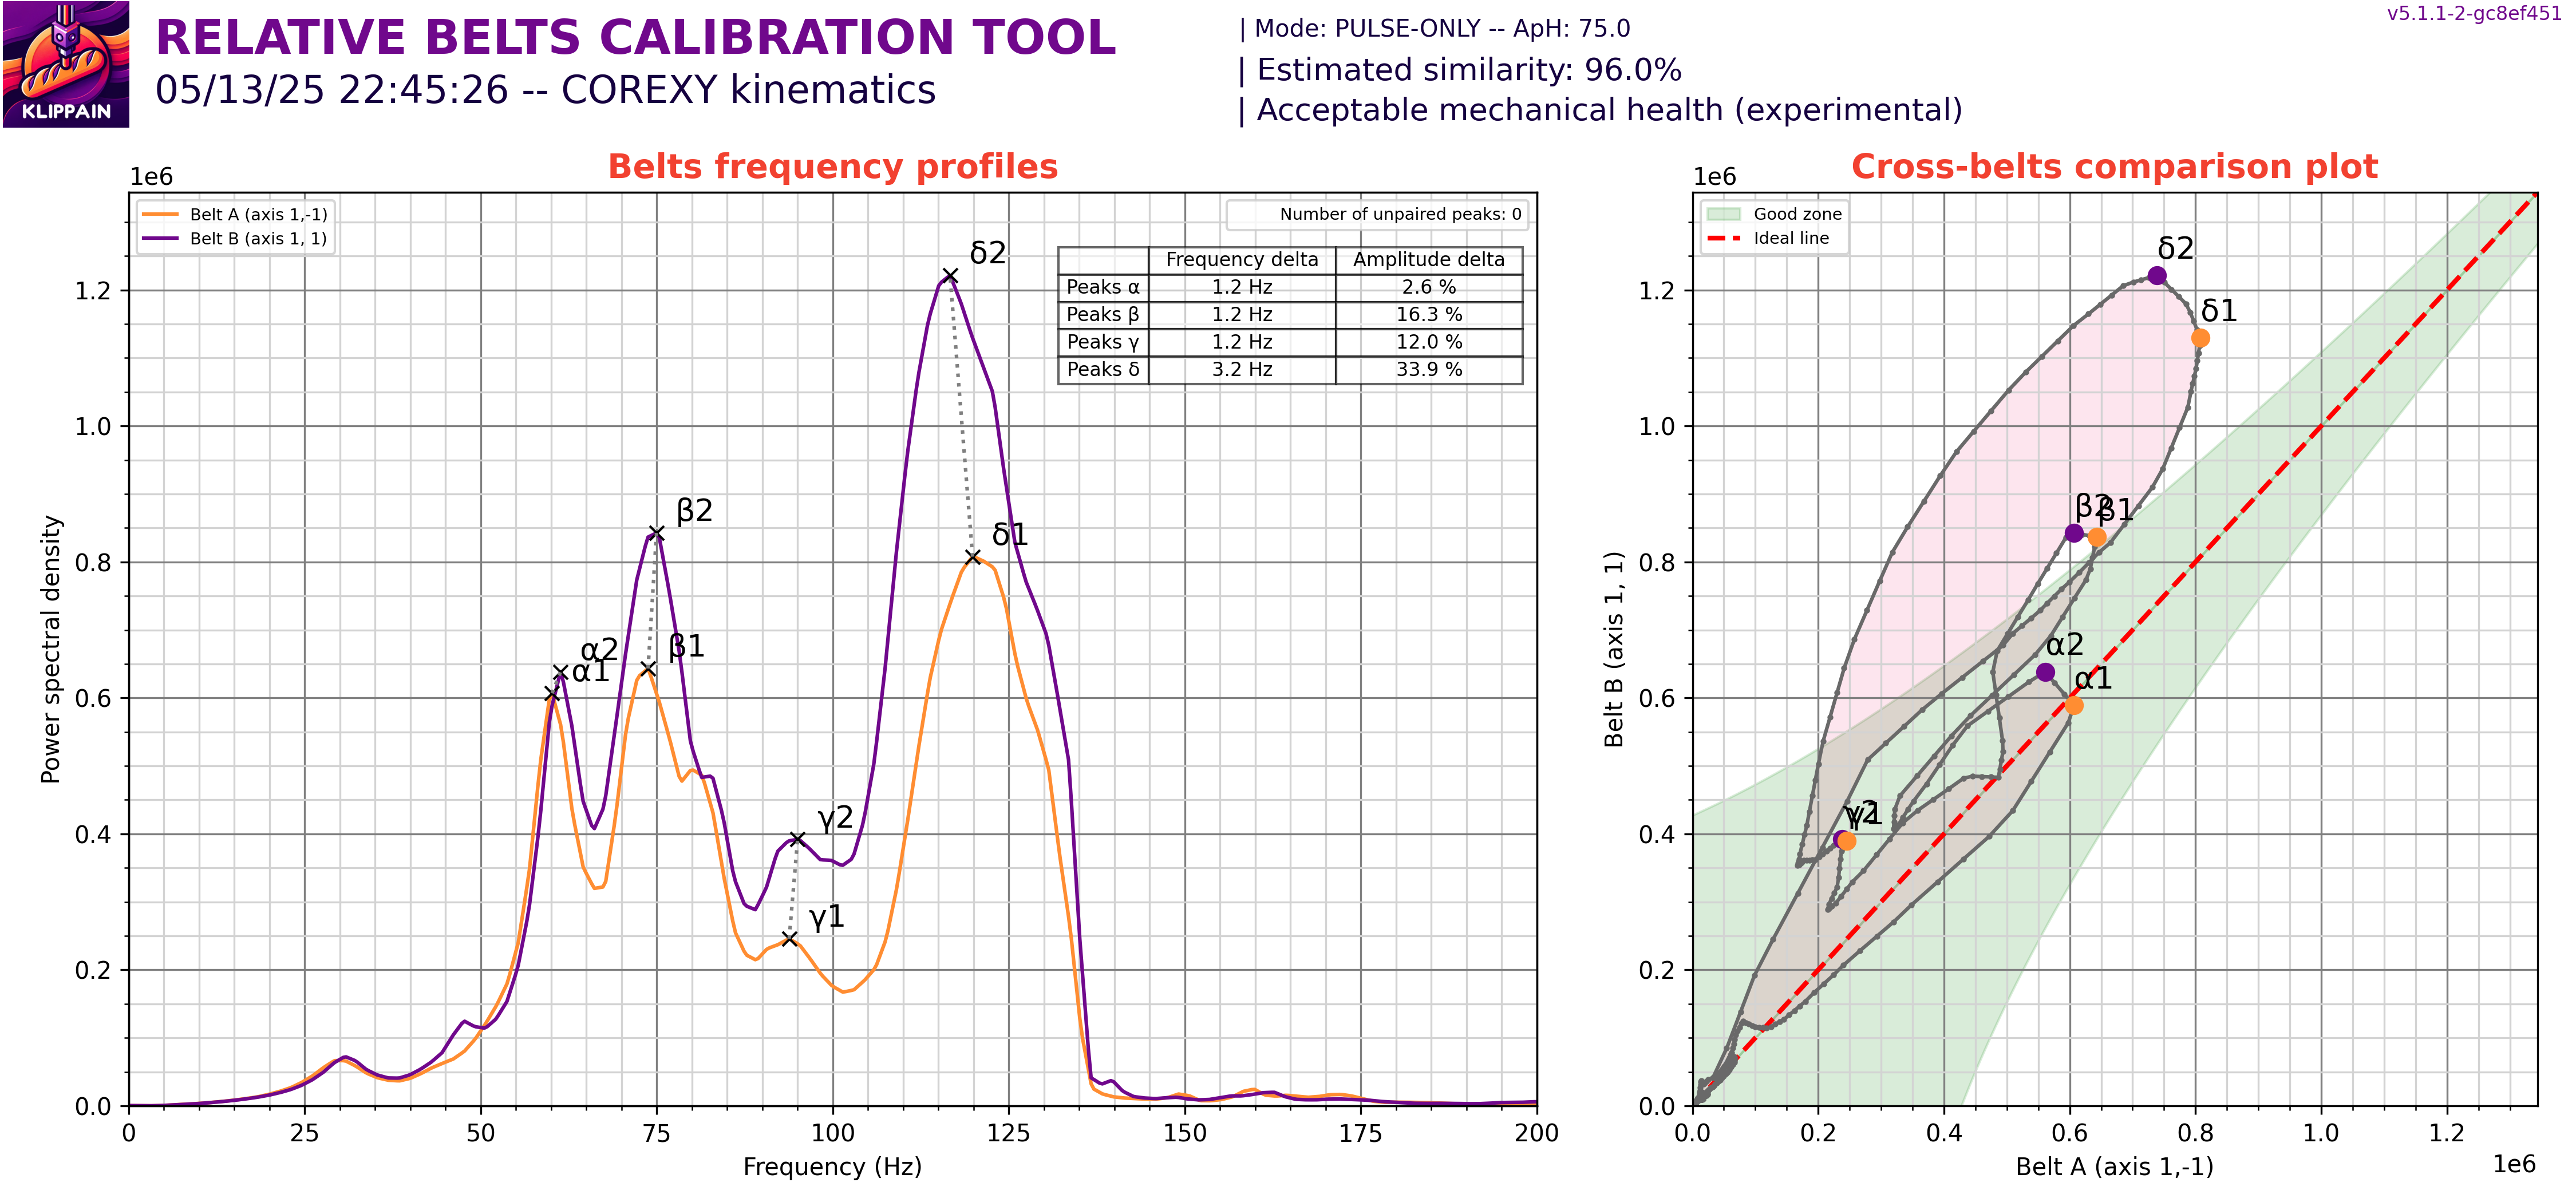 KLIPPAIN
RELATIVE BELTS CALIBRATION TOOL
05/13/25 22:45:26 -- COREXY kinematics
| Mode: PULSE-ONLY -- ApH: 75.0
| Estimated similarity: 96.0%
| Acceptable mechanical health (experimental)
v5.1.1-2-gc8ef451
Belts frequency profiles
1e6
Belt A (axis 1,-1)
Belt B (axis 1, 1)
Number of unpaired peaks: 0
Frequency delta Amplitude delta
Peaks α 1.2 Hz 2.6 %
Peaks β 1.2 Hz 16.3 %
Peaks γ 1.2 Hz 12.0 %
Peaks δ 3.2 Hz 33.9 %
δ2
δ1
β2
β1
α2
α1
γ2
γ1
Power spectral density
1.2
1.0
0.8
0.6
0.4
0.2
0.0
0 25 50 75 100 125 150 175 200
Frequency (Hz)
Cross-belts comparison plot
1e6
Good zone
Ideal line
δ2
δ1
β2
β1
α2
α1
γ2
γ1
Belt B (axis 1, 1)
1.2
1.0
0.8
0.6
0.4
0.2
0.0
0.0 0.2 0.4 0.6 0.8 1.0 1.2
1e6
Belt A (axis 1,-1)